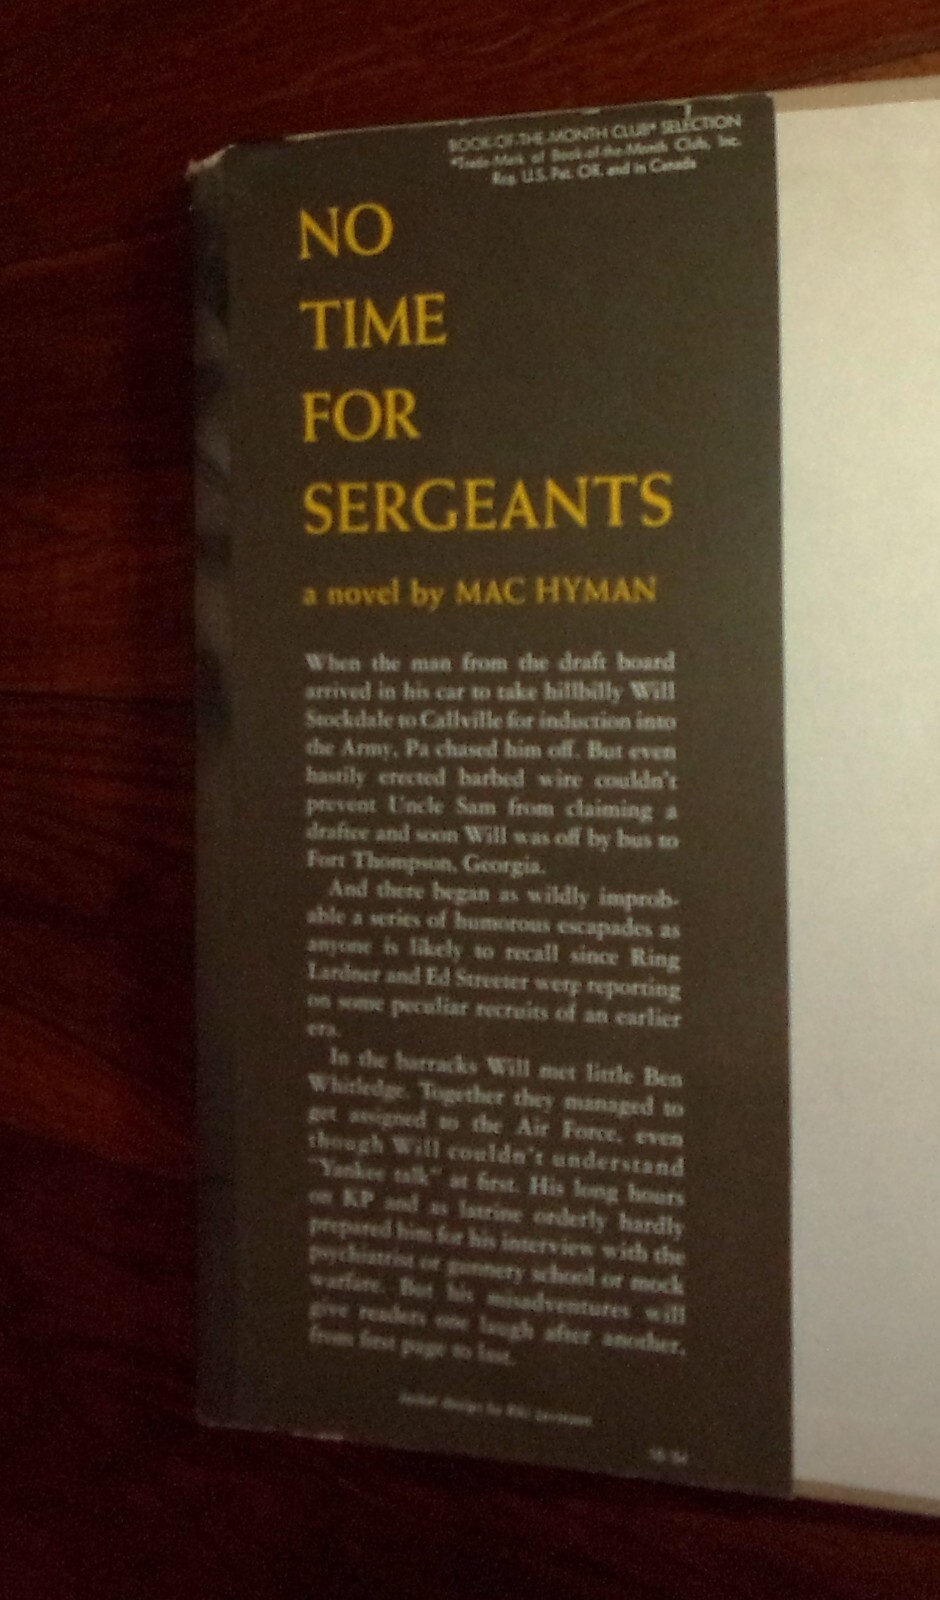 BOOK-OF-THE-MONTH CLUB* SELECTION
*Trade-Mark of Book-of-the-Month Club, Inc.
Reg. U.S. Pat. Off. and in Canada
NO
TIME
FOR
SERGEANTS
a novel by MAC HYMAN
When the man from the draft board
arrived in his car to take hillbilly Will
Stockdale to Callville for induction into
the Army, Pa chased him off. But even
hastily erected barbed wire couldn't
prevent Uncle Sam from claiming a
draftee and soon Will was off by bus to
Fort Thompson, Georgia.
And there began as wildly improb-
able a series of humorous escapades as
anyone is likely to recall since Ring
Lardner and Ed Streeter were reporting
on some peculiar recruits of an earlier
era.
In the barracks Will met little Ben
Whitledge. Together they managed to
get assigned to the Air Force, even
though Will couldn't understand
"Yankee talk" at first. His long hours
on KP and as latrine orderly hardly
prepared him for his interview with the
psychiatrist or gunnery school or mock
warfare. But his misadventures will
give readers one laugh after another,
from first page to last.
Jacket design by